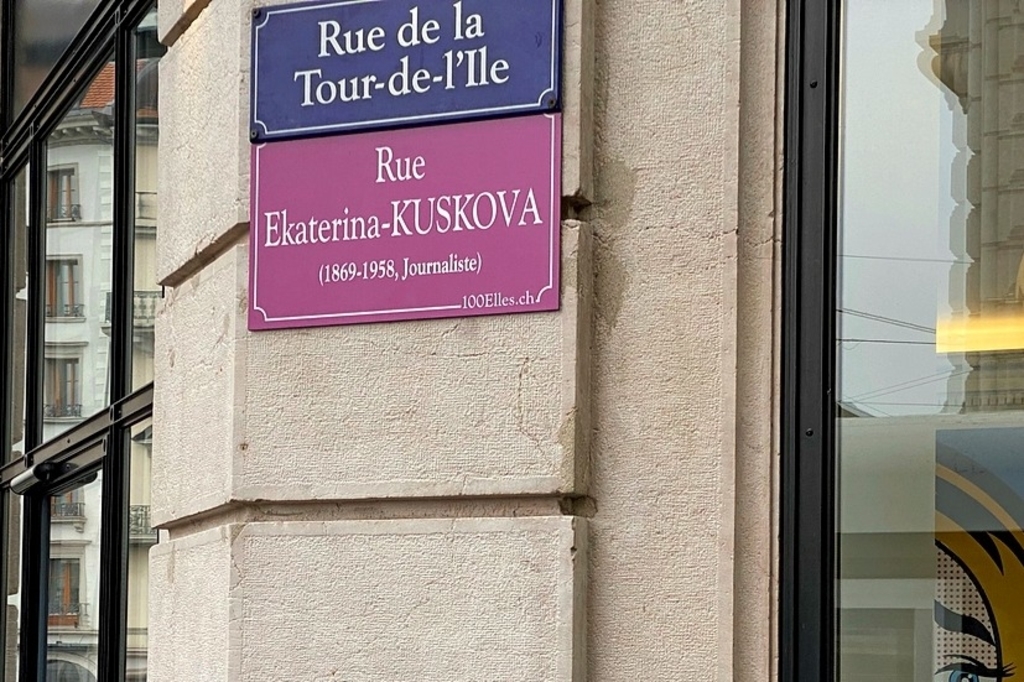 Rue de la
Tour-de-l'Ile
Rue
Ekaterina-KUSKOVA
(1869-1958, Journaliste)
100Elles.ch